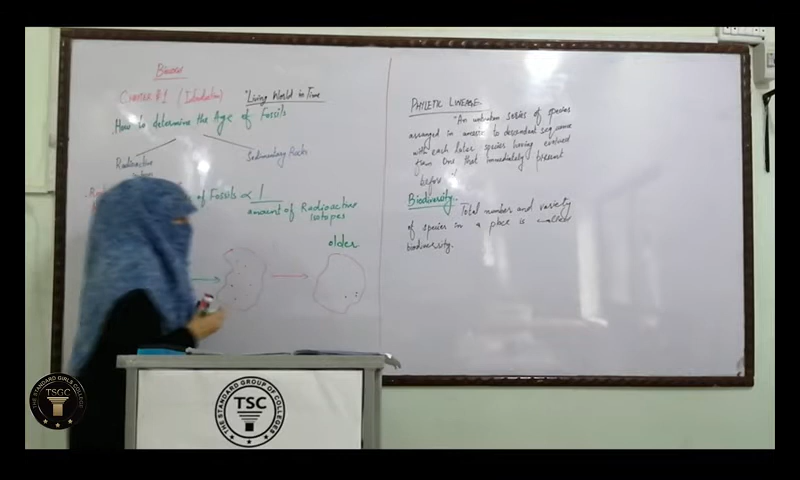 Biology
CHAPTER #1 (Introduction) "Living World to Time
How to determine the Age of Fossils
Radioactive
Sedimentary Rocks
of Fossils ∝ 1
amount of Radioactive
isotopes
older
PHYLETIC LINEAGE
"An unbroken series of species
arranged in ancestor to descendant sequence
with each later species having evolved
from one that immediately present
before"
Biodiversity:-
Total number and variety
of species in a place is
biodiversity.
THE STANDARD GROUP OF COLLEGES
TSC
THE STANDARD GIRLS COLLEGE
TSGC